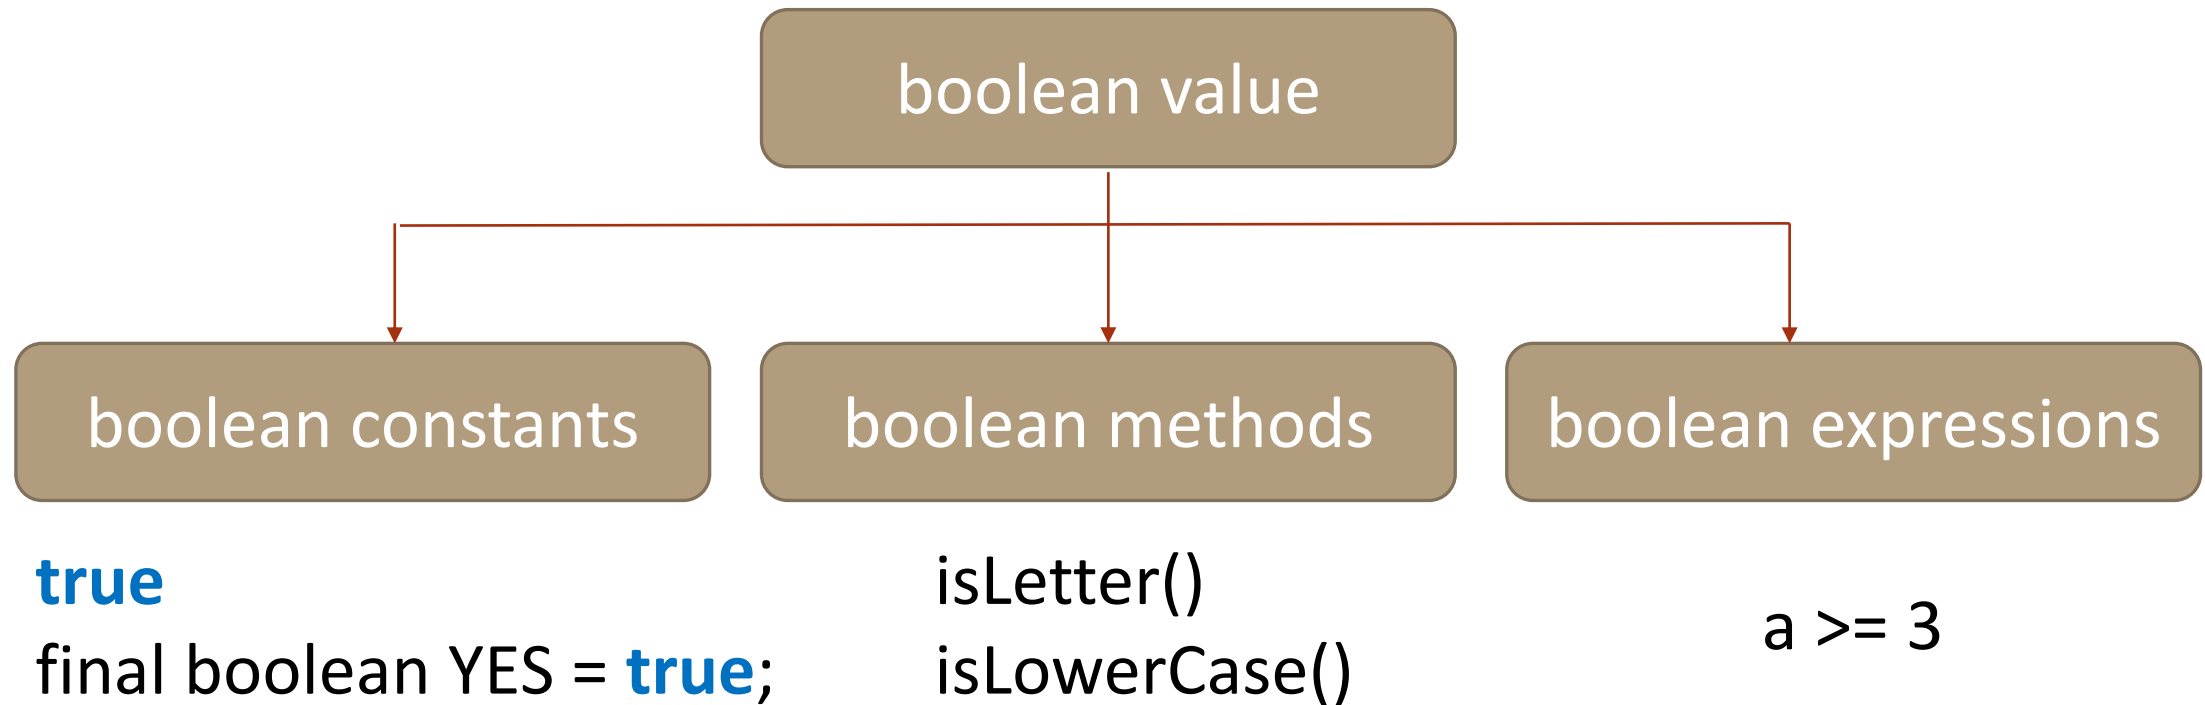 boolean value
boolean constants
boolean methods
boolean expressions
true
final boolean YES = true;
isLetter()
isLowerCase()
a >= 3